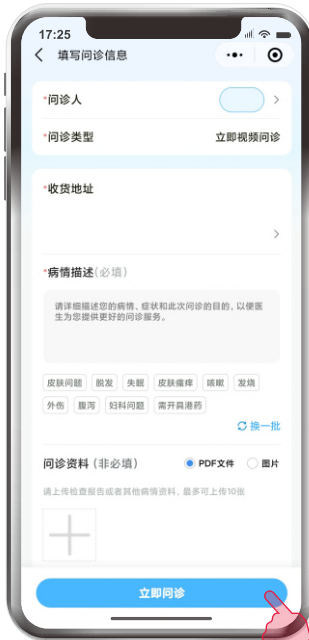 17:25
填写问诊信息
*问诊人
*问诊类型 立即视频问诊
*收货地址
*病情描述(必填)
请详细描述您的病情、症状和此次问诊的目的，以便医
生为您提供更好的问诊服务。
皮肤问题 脱发 失眠 皮肤瘙痒 咳嗽 发烧
外伤 腹泻 妇科问题 需开具港药
换一批
问诊资料 (非必填) PDF文件 图片
请上传检查报告或者其他病情资料，最多可上传10张
立即问诊